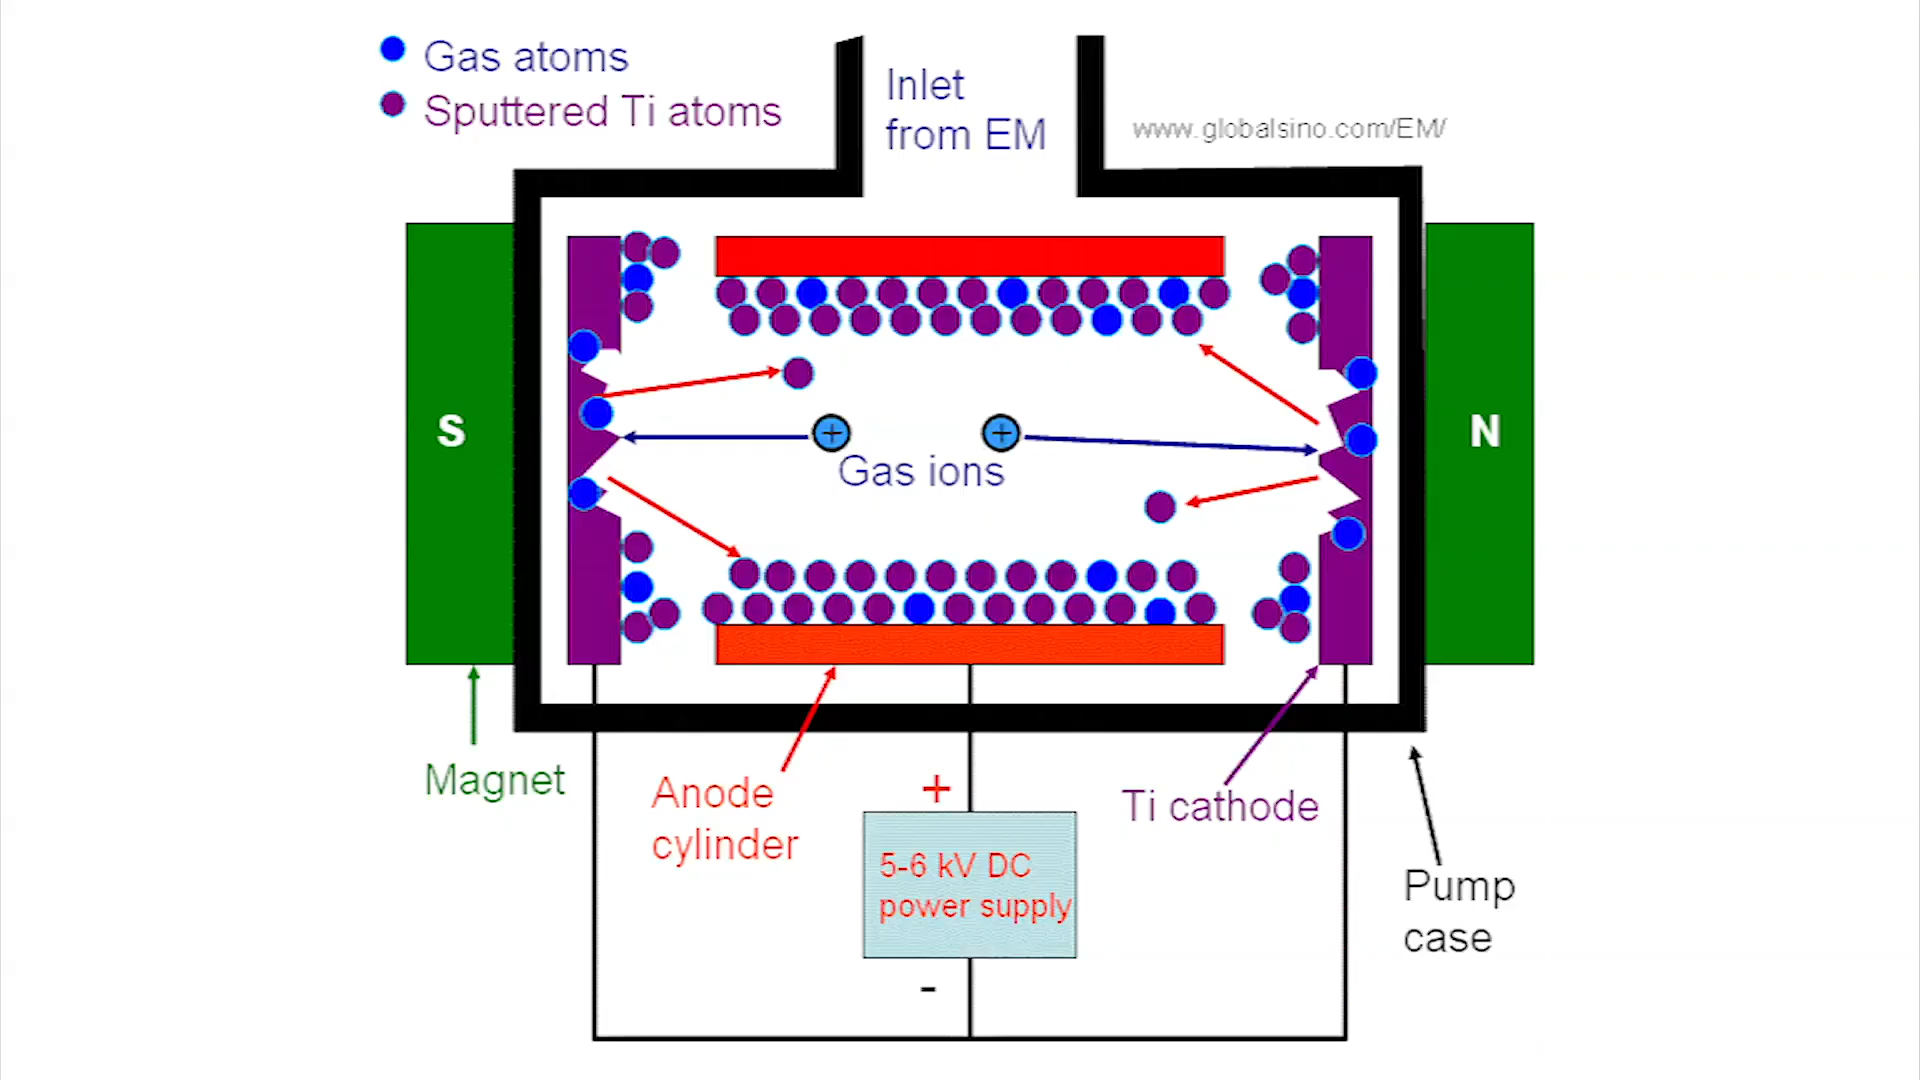 Gas atoms
Sputtered Ti atoms
Inlet
from EM
www.globalsino.com/EM/
S
N
+
+
Gas ions
Magnet
Anode
cylinder
+
Ti cathode
5-6 kV DC
power supply
Pump
case
-